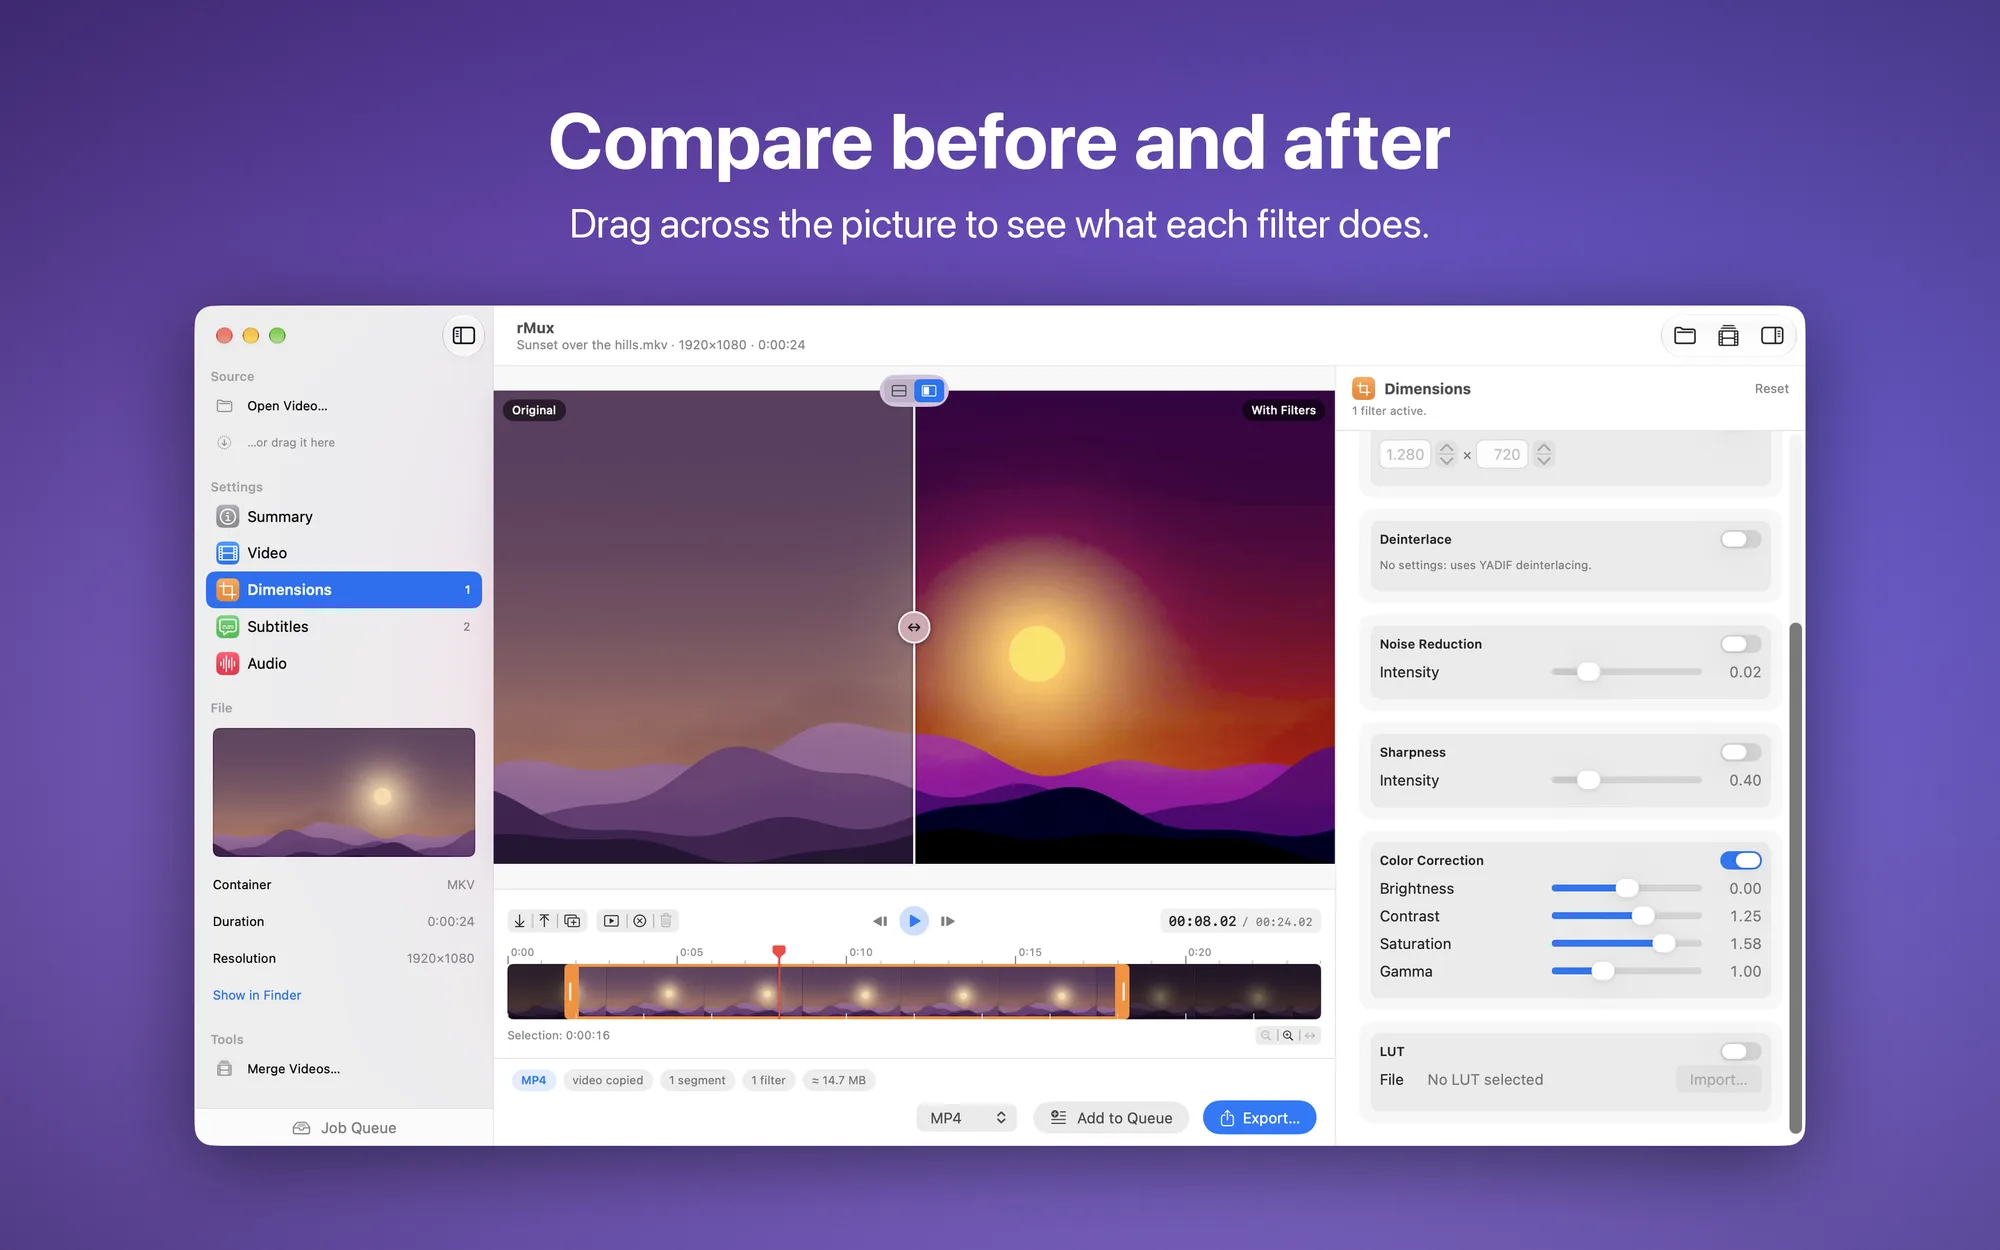 Compare before and after
Drag across the picture to see what each filter does.
rMux
Sunset over the hills.mkv · 1920×1080 · 0:00:24
Source
Open Video...
...or drag it here
Settings
Summary
Video
Dimensions 1
Subtitles 2
Audio
File
Container MKV
Duration 0:00:24
Resolution 1920×1080
Show in Finder
Tools
Merge Videos...
Job Queue
Original
With Filters
00:08.02 / 00:24.02
0:00 0:05 0:10 0:15 0:20
Selection: 0:00:16
MP4 video copied 1 segment 1 filter ≈ 14.7 MB
MP4 Add to Queue Export...
Dimensions Reset
1 filter active.
1.280 × 720
Deinterlace
No settings: uses YADIF deinterlacing.
Noise Reduction
Intensity 0.02
Sharpness
Intensity 0.40
Color Correction
Brightness 0.00
Contrast 1.25
Saturation 1.58
Gamma 1.00
LUT
File No LUT selected Import...